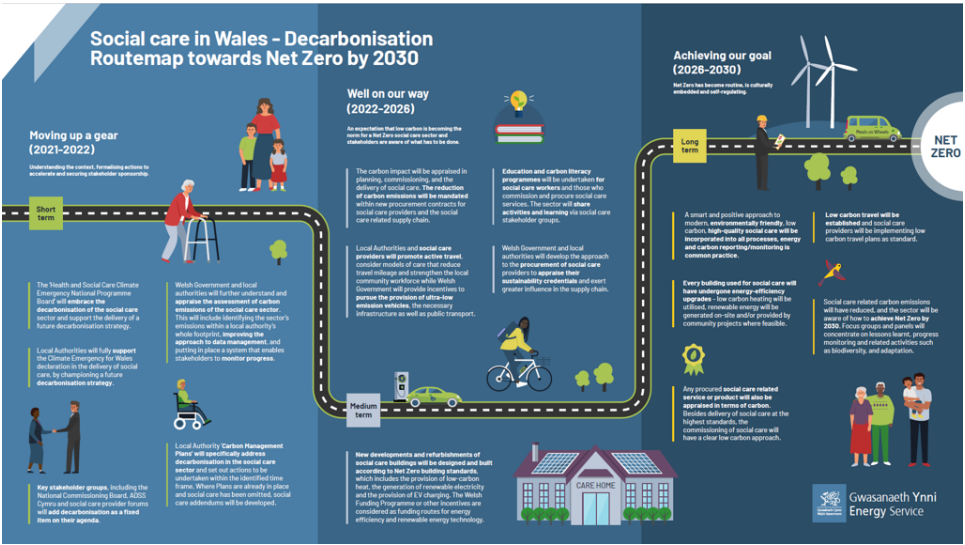 Social care in Wales - Decarbonisation
Routemap towards Net Zero by 2030
Moving up a gear
(2021-2022)
Understanding the context, formalising actions to
accelerate and securing stakeholder sponsorship.
Short
term
The 'Health and Social Care Climate
Emergency National Programme
Board' will embrace the
decarbonisation of the social care
sector and support the delivery of a
future decarbonisation strategy.
Local Authorities will fully support
the Climate Emergency for Wales
declaration in the delivery of social
care, by championing a future
decarbonisation strategy.
Key stakeholder groups, including the
National Commissioning Board, ADSS
Cymru and social care provider forums
will add decarbonisation as a fixed
item on their agenda.
Welsh Government and local
authorities will further understand and
appraise the assessment of carbon
emissions of the social care sector.
This will include identifying the sector's
emissions within a local authority's
whole footprint, improving the
approach to data management, and
putting in place a system that enables
stakeholders to monitor progress.
Local Authority 'Carbon Management
Plans' will specifically address
decarbonisation in the social care
sector and set out actions to be
undertaken within the identified time
frame. Where Plans are already in place
and social care has been omitted, social
care addendums will be developed.
Well on our way
(2022-2026)
An expectation that low carbon is becoming the
norm for a Net Zero social care sector and
stakeholders are aware of what has to be done.
The carbon impact will be appraised in
planning, commissioning, and the
delivery of social care. The reduction
of carbon emissions will be mandated
within new procurement contracts for
social care providers and the social
care related supply chain.
Local Authorities and social care
providers will promote active travel,
consider models of care that reduce
travel mileage and strengthen the local
community workforce while Welsh
Government will provide incentives to
pursue the provision of ultra-low
emission vehicles, the necessary
infrastructure as well as public transport.
Education and carbon literacy
programmes will be undertaken for
social care workers and those who
commission and procure social care
services. The sector will share
activities and learning via social care
stakeholder groups.
Welsh Government and local
authorities will develop the approach
to the procurement of social care
providers to appraise their
sustainability credentials and exert
greater influence in the supply chain.
Medium
term
New developments and refurbishments of
social care buildings will be designed and built
according to Net Zero building standards,
which includes the provision of low-carbon
heat, the generation of renewable electricity
and the provision of EV charging. The Welsh
Funding Programme or other incentives are
considered as funding routes for energy
efficiency and renewable energy technology.
CARE HOME
Achieving our goal
(2026-2030)
Net Zero has become routine, is culturally
embedded and self-regulating.
Long
term
Meals on Wheels
NET
ZERO
A smart and positive approach to
modern, environmentally friendly, low
carbon, high-quality social care will be
incorporated into all processes, energy
and carbon reporting/monitoring is
common practice.
Every building used for social care will
have undergone energy-efficiency
upgrades - low carbon heating will be
utilised, renewable energy will be
generated on-site and/or provided by
community projects where feasible.
Any procured social care related
service or product will also be
appraised in terms of carbon.
Besides delivery of social care at the
highest standards, the
commissioning of social care will
have a clear low carbon approach.
Low carbon travel will be
established and social care
providers will be implementing low
carbon travel plans as standard.
Social care related carbon emissions
will have reduced, and the sector will be
aware of how to achieve Net Zero by
2030. Focus groups and panels will
concentrate on lessons learnt, progress
monitoring and related activities such
as biodiversity, and adaptation.
Gwasanaeth Ynni
Energy Service